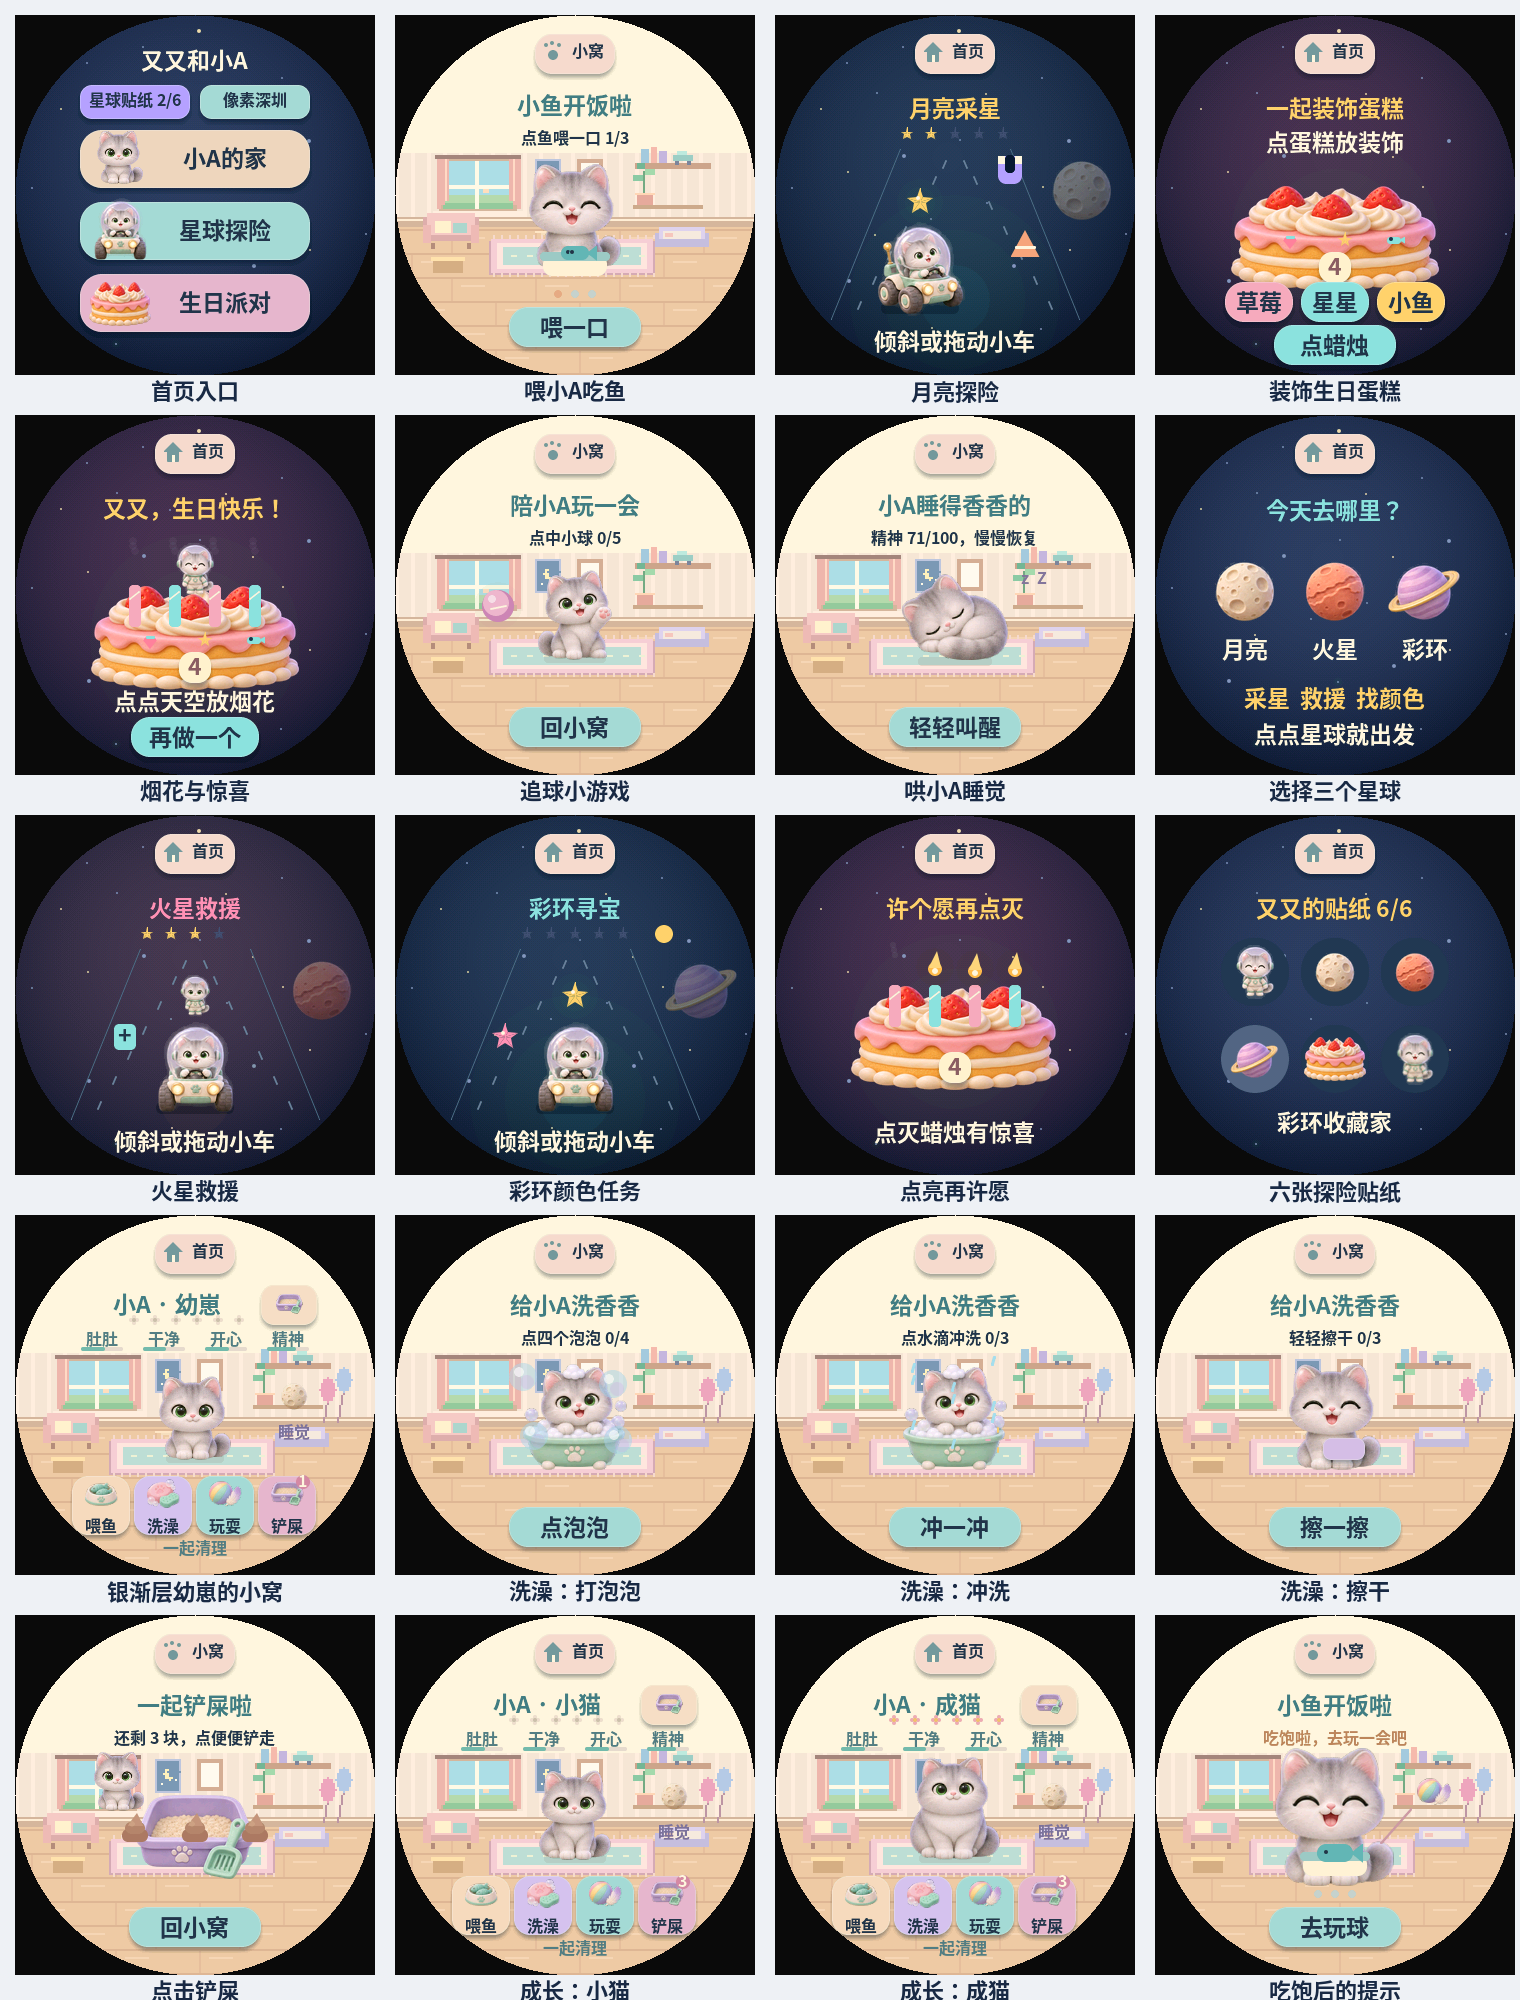 又又和小A
星球贴纸 2/6
像素深圳
小A的家
星球探险
生日派对
首页入口
小窝
小鱼开饭啦
点鱼喂一口 1/3
喂一口
喂小A吃鱼
首页
月亮采星
倾斜或拖动小车
月亮探险
首页
一起装饰蛋糕
点蛋糕放装饰
4
草莓
星星
小鱼
点蜡烛
装饰生日蛋糕
首页
又又，生日快乐！
4
点点天空放烟花
再做一个
烟花与惊喜
小窝
陪小A玩一会
点中小球 0/5
回小窝
追球小游戏
小窝
小A睡得香香的
精神 71/100，慢慢恢复
z Z
轻轻叫醒
哄小A睡觉
首页
今天去哪里？
月亮
火星
彩环
采星 救援 找颜色
点点星球就出发
选择三个星球
首页
火星救援
+
倾斜或拖动小车
火星救援
首页
彩环寻宝
倾斜或拖动小车
彩环颜色任务
首页
许个愿再点灭
4
点灭蜡烛有惊喜
点亮再许愿
首页
又又的贴纸 6/6
彩环收藏家
六张探险贴纸
首页
小A · 幼崽
肚肚
干净
开心
精神
睡觉
1
喂鱼
洗澡
玩耍
铲屎
一起清理
银渐层幼崽的小窝
小窝
给小A洗香香
点四个泡泡 0/4
点泡泡
洗澡：打泡泡
小窝
给小A洗香香
点水滴冲洗 0/3
冲一冲
洗澡：冲洗
小窝
给小A洗香香
轻轻擦干 0/3
擦一擦
洗澡：擦干
小窝
一起铲屎啦
还剩 3 块，点便便铲走
回小窝
点击铲屎
首页
小A · 小猫
肚肚
干净
开心
精神
睡觉
3
喂鱼
洗澡
玩耍
铲屎
一起清理
成长：小猫
首页
小A · 成猫
肚肚
干净
开心
精神
睡觉
3
喂鱼
洗澡
玩耍
铲屎
一起清理
成长：成猫
小窝
小鱼开饭啦
吃饱啦，去玩一会吧
去玩球
吃饱后的提示